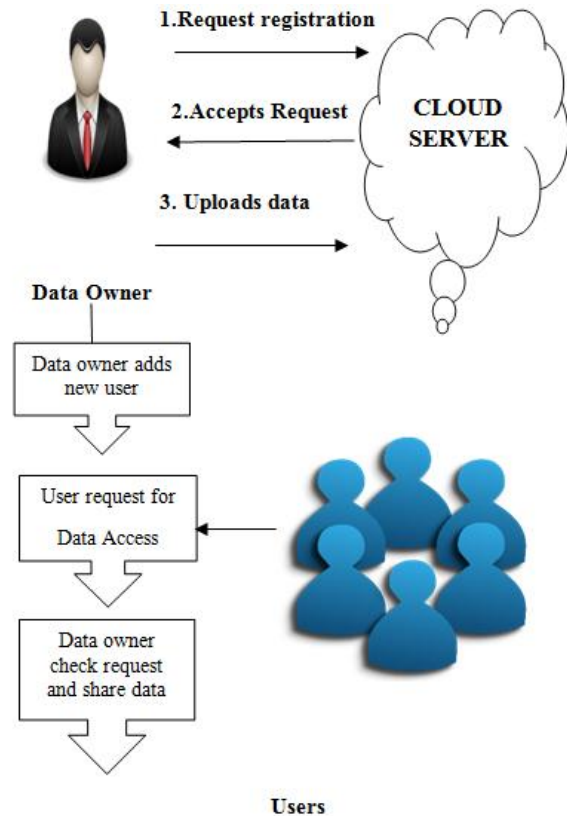 1.Request registration
CLOUD
SERVER
2.Accepts Request
3. Uploads data
Data Owner
Data owner adds
new user
User request for
Data Access
Data owner
check request
and share data
Users